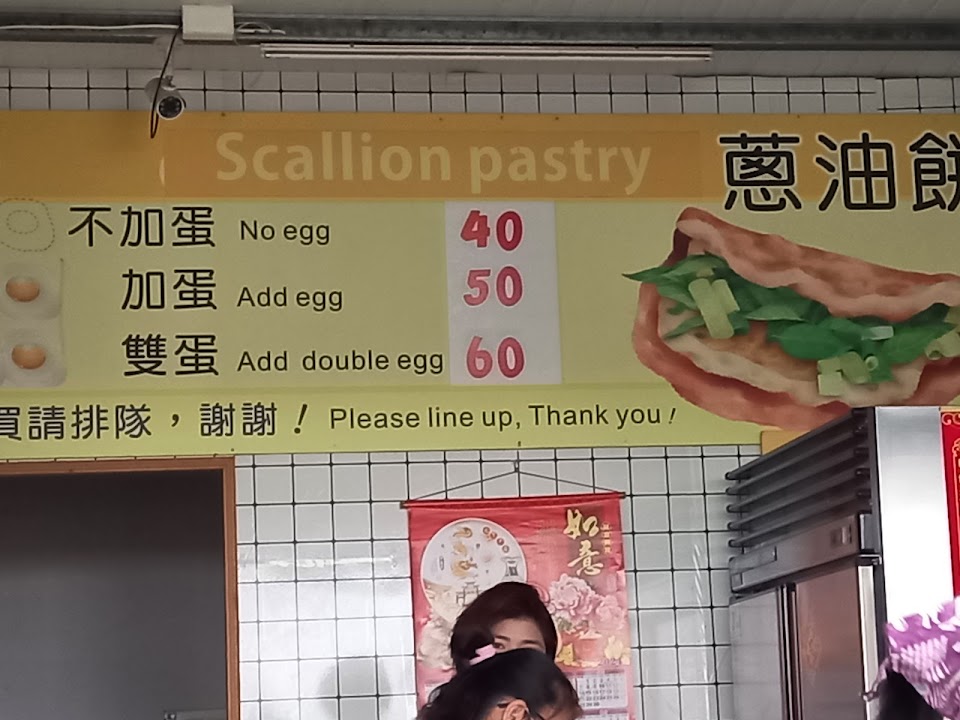 Scallion pastry
蔥油餅
不加蛋 No egg 40
加蛋 Add egg 50
雙蛋 Add double egg 60
買請排隊，謝謝！ Please line up, Thank you!
如意